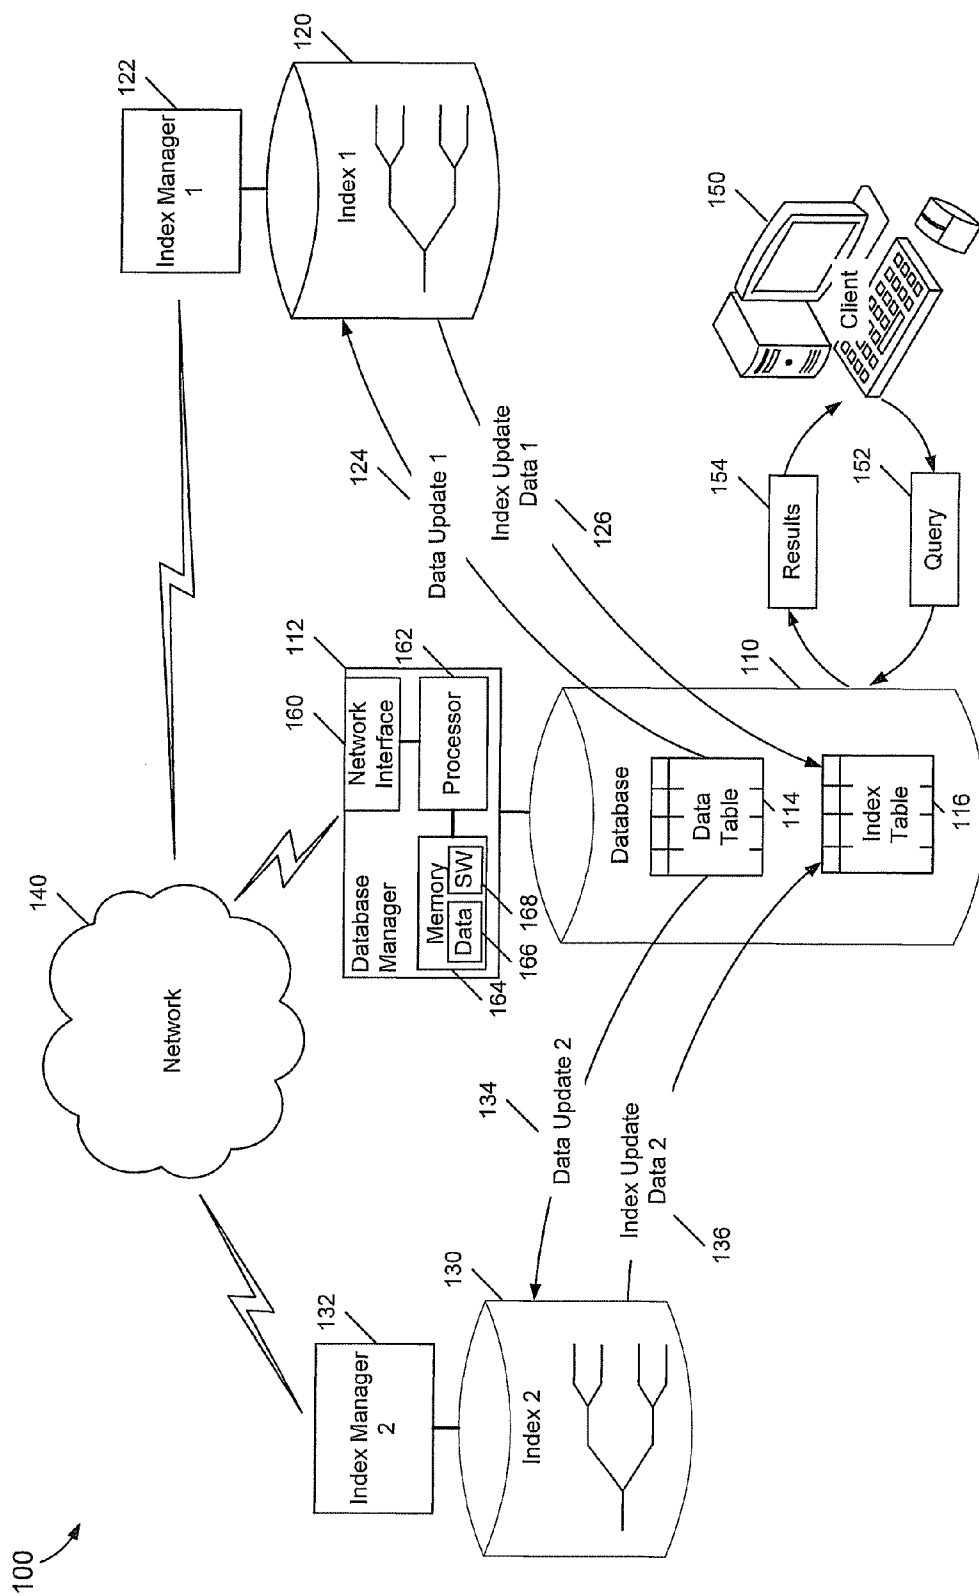 100
140
Network
Index Manager
2
132
Index 2
130
Data Update 2
134
Index Update
Data 2
136
Database
Manager
112
Network
Interface
160
Processor
162
Memory
164
Data
166
SW
168
Database
110
Data
Table
114
Index
Table
116
Data Update 1
124
Index Update
Data 1
126
Index Manager
1
122
Index 1
120
Results
154
Query
152
Client
150